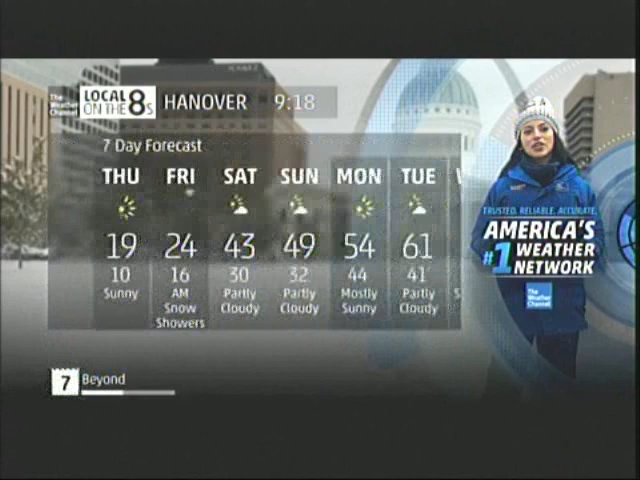 The
Weather
Channel
LOCAL
ON THE 8s
HANOVER 9:18
7 Day Forecast
THU FRI SAT SUN MON TUE
19 24 43 49 54 61
10 16 30 32 44 41
Sunny AM Partly Partly Mostly Partly S
Snow Cloudy Cloudy Sunny Cloudy
Showers
TRUSTED. RELIABLE. ACCURATE.
AMERICA'S
#1 WEATHER
NETWORK
The
Weather
Channel
7 Beyond